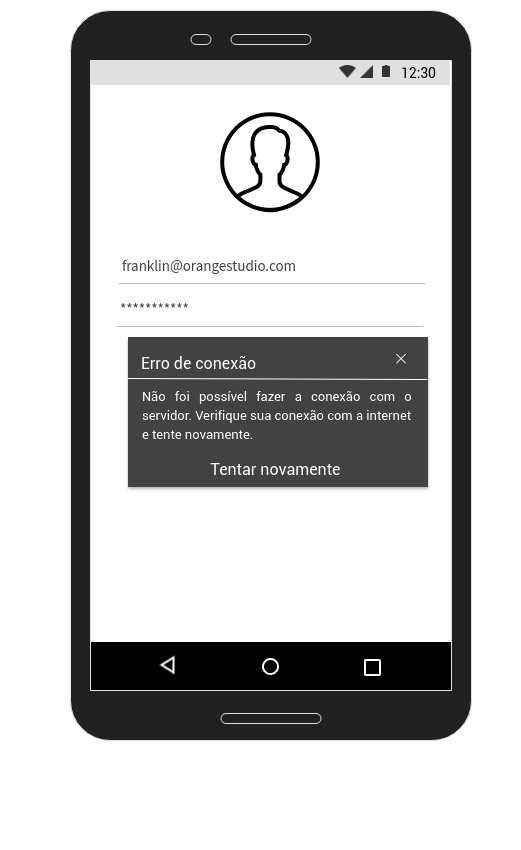 12:30
franklin@orangestudio.com
***********
Erro de conexão
Não foi possível fazer a conexão com o
servidor. Verifique sua conexão com a internet
e tente novamente.
Tentar novamente